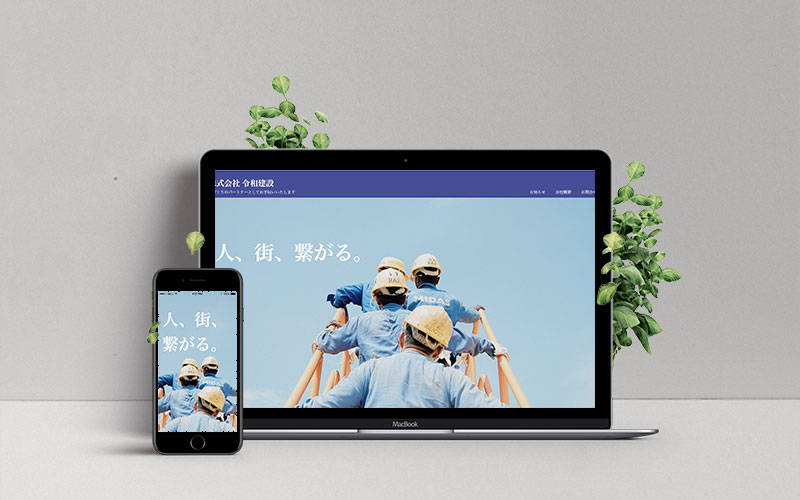 式会社 令和建設
づくりのパートナーとしてお手伝いいたします
お知らせ 会社概要 お問合せ
人、街、繋がる。
MIDAS
人、街、
繋がる。
MacBook